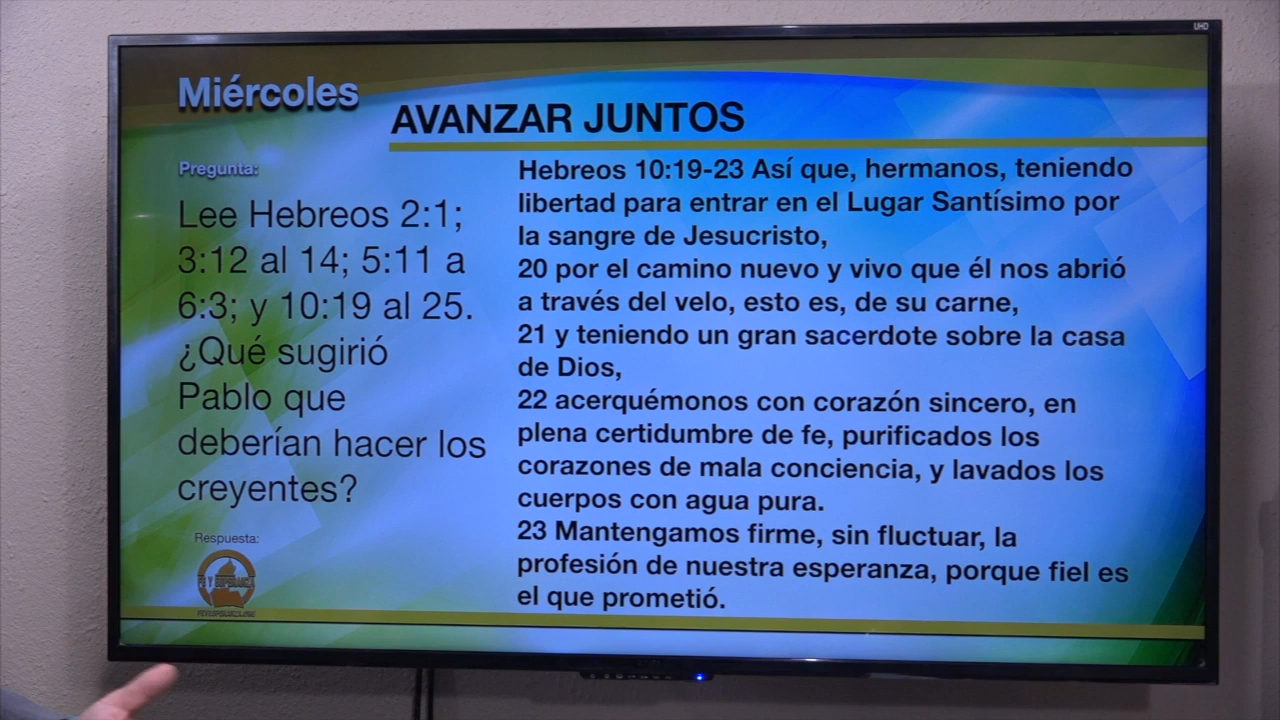 UHD
Miércoles
AVANZAR JUNTOS
Pregunta:
Lee Hebreos 2:1;
3:12 al 14; 5:11 a
6:3; y 10:19 al 25.
¿Qué sugirió
Pablo que
deberían hacer los
creyentes?
Respuesta:
FE Y ESPERANZA
Hebreos 10:19-23 Así que, hermanos, teniendo
libertad para entrar en el Lugar Santísimo por
la sangre de Jesucristo,
20 por el camino nuevo y vivo que él nos abrió
a través del velo, esto es, de su carne,
21 y teniendo un gran sacerdote sobre la casa
de Dios,
22 acerquémonos con corazón sincero, en
plena certidumbre de fe, purificados los
corazones de mala conciencia, y lavados los
cuerpos con agua pura.
23 Mantengamos firme, sin fluctuar, la
profesión de nuestra esperanza, porque fiel es
el que prometió.